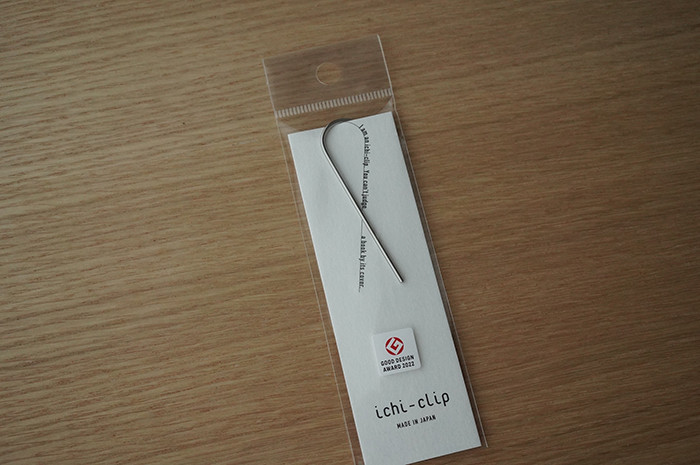 I am an ichi-clip. You can't judge
a book by its cover.
GOOD DESIGN
AWARD 2022
ichi-clip
MADE IN JAPAN